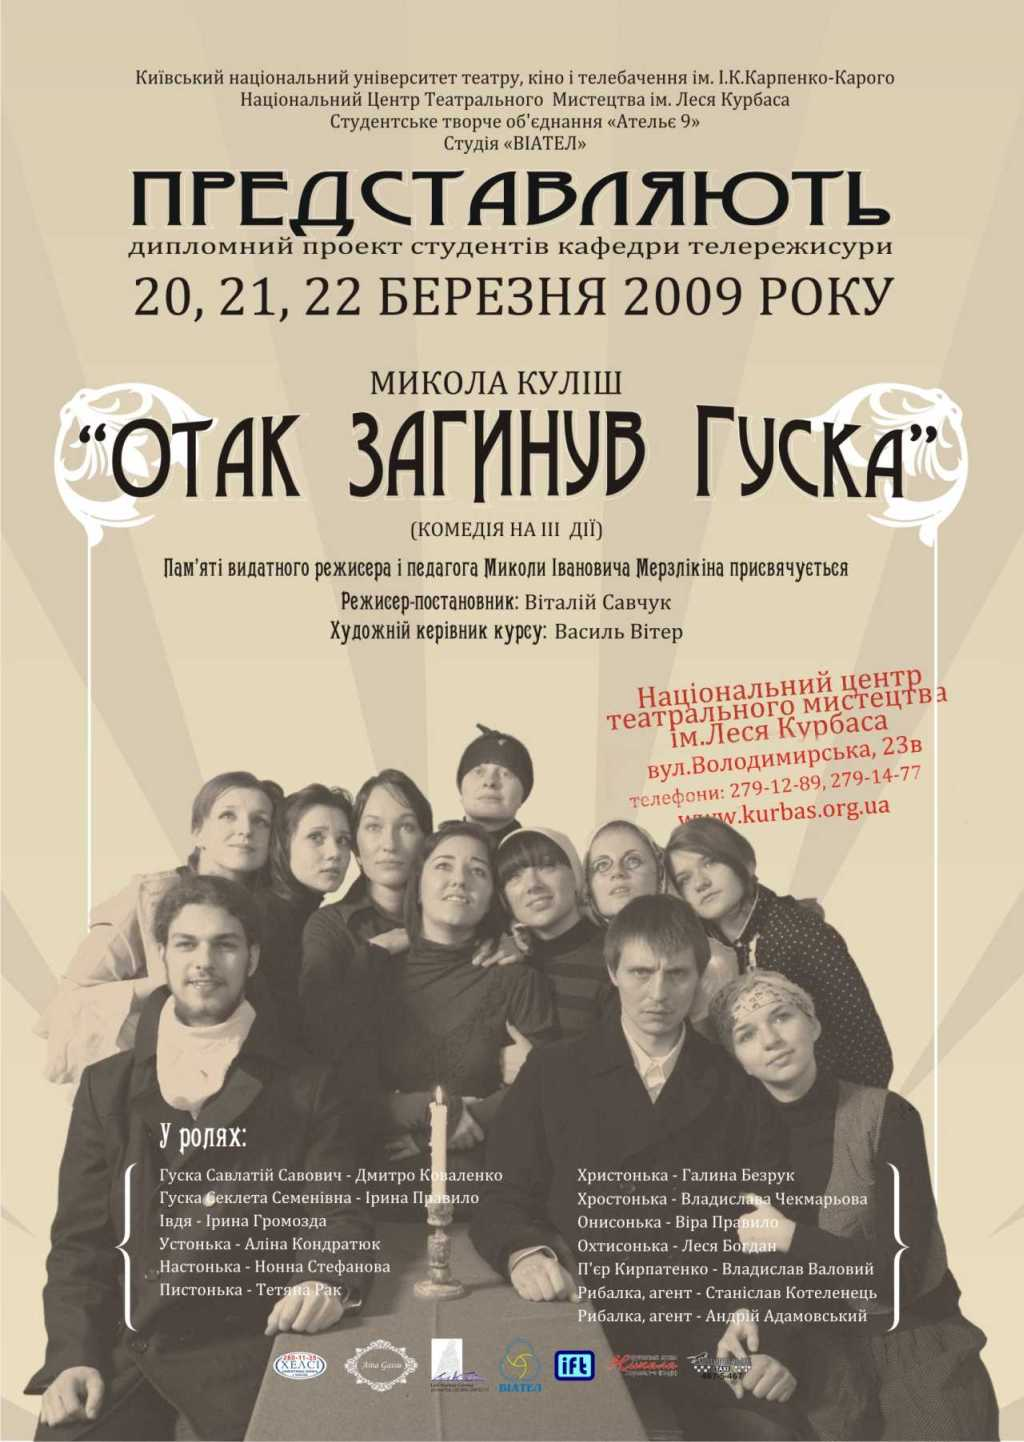 Київський національний університет театру, кіно і телебачення ім. І.К.Карпенко-Карого
Національний Центр Театрального Мистецтва ім. Леся Курбаса
Студентське творче об'єднання «Ательє 9»
Студія «ВІАТЕЛ»
ПРЕДСТАВЛЯЮТЬ
дипломний проект студентів кафедри телережисури
20, 21, 22 БЕРЕЗНЯ 2009 РОКУ
МИКОЛА КУЛІШ
“ОТАК ЗАГИНУВ ГУСКА”
(КОМЕДІЯ НА III ДІЇ)
Пам'яті видатного режисера і педагога Миколи Івановича Мерзлікіна присвячується
Режисер-постановник: Віталій Савчук
Художній керівник курсу: Василь Вітер
Національний центр
театрального мистецтва
ім.Леся Курбаса
вул.Володимирська, 23в
телефони: 279-12-89, 279-14-77
www.kurbas.org.ua
У ролях:
Гуска Савлатій Савович - Дмитро Коваленко
Гуска Секлета Семенівна - Ірина Правило
Івдя - Ірина Громозда
Устонька - Аліна Кондратюк
Настонька - Нонна Стефанова
Пистонька - Тетяна Рак
Христонька - Галина Безрук
Хростонька - Владислава Чекмарьова
Онисонька - Віра Правило
Охтисонька - Леся Богдан
П'єр Кирпатенко - Владислав Валовий
Рибалка, агент - Станіслав Котеленець
Рибалка, агент - Андрій Адамовський
ХЕЛСІ
ВІАТЕЛ
ift